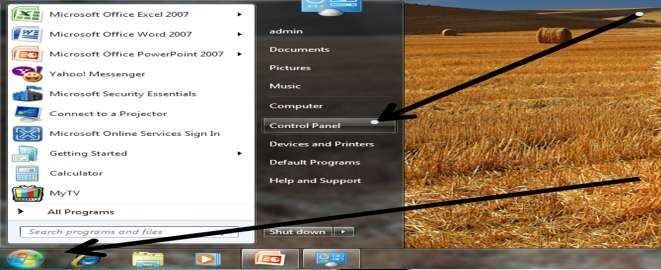 Microsoft Office Excel 2007
Microsoft Office Word 2007
Microsoft Office PowerPoint 2007
Yahoo! Messenger
Microsoft Security Essentials
Connect to a Projector
Microsoft Online Services Sign In
Getting Started
Calculator
MyTV
All Programs
Search programs and files
admin
Documents
Pictures
Music
Computer
Control Panel
Devices and Printers
Default Programs
Help and Support
Shut down